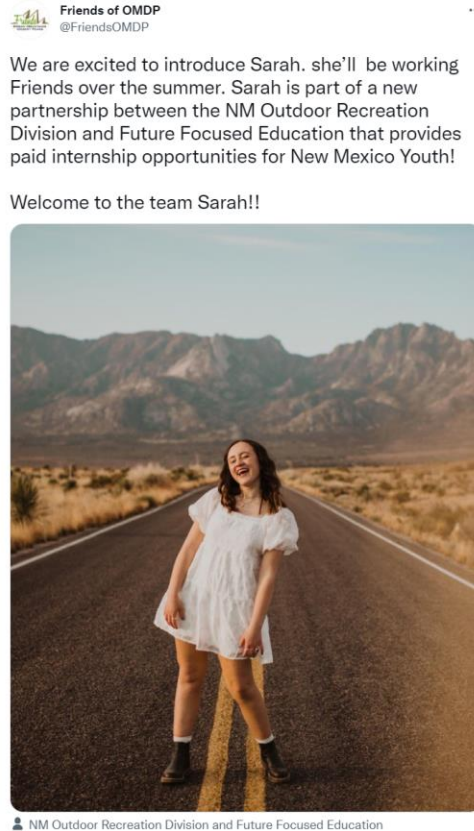 Friends of OMDP
@FriendsOMDP
We are excited to introduce Sarah. she'll  be working
Friends over the summer. Sarah is part of a new
partnership between the NM Outdoor Recreation
Division and Future Focused Education that provides
paid internship opportunities for New Mexico Youth!
Welcome to the team Sarah!!
NM Outdoor Recreation Division and Future Focused Education